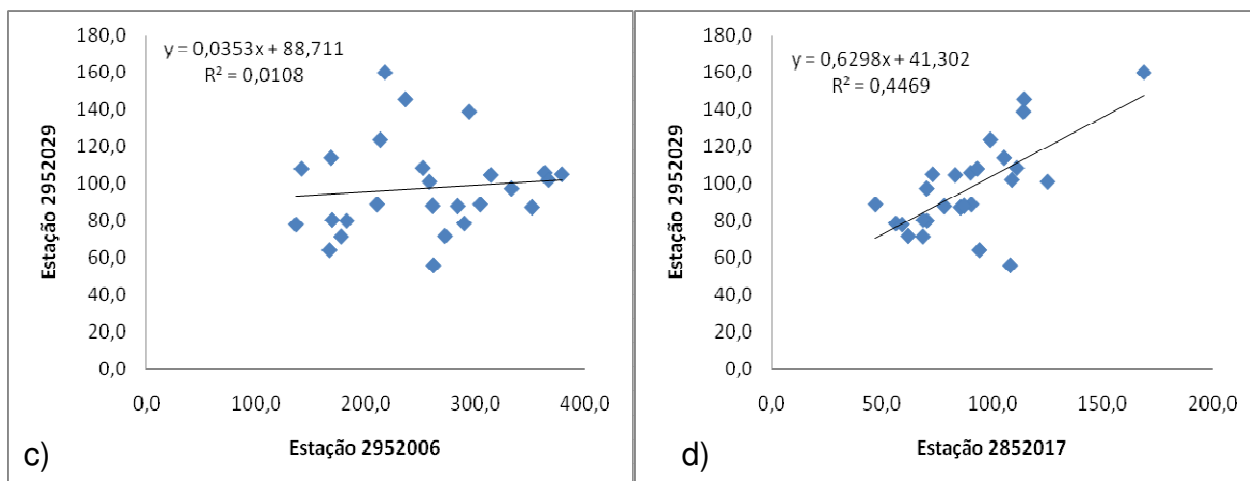 y = 0,0353x + 88,711
R² = 0,0108
180,0
160,0
140,0
120,0
100,0
80,0
60,0
40,0
20,0
0,0
Estação 2952029
0,0 100,0 200,0 300,0 400,0
Estação 2952006
c)
y = 0,6298x + 41,302
R² = 0,4469
180,0
160,0
140,0
120,0
100,0
80,0
60,0
40,0
20,0
0,0
Estação 2952029
0,0 50,0 100,0 150,0 200,0
Estação 2852017
d)